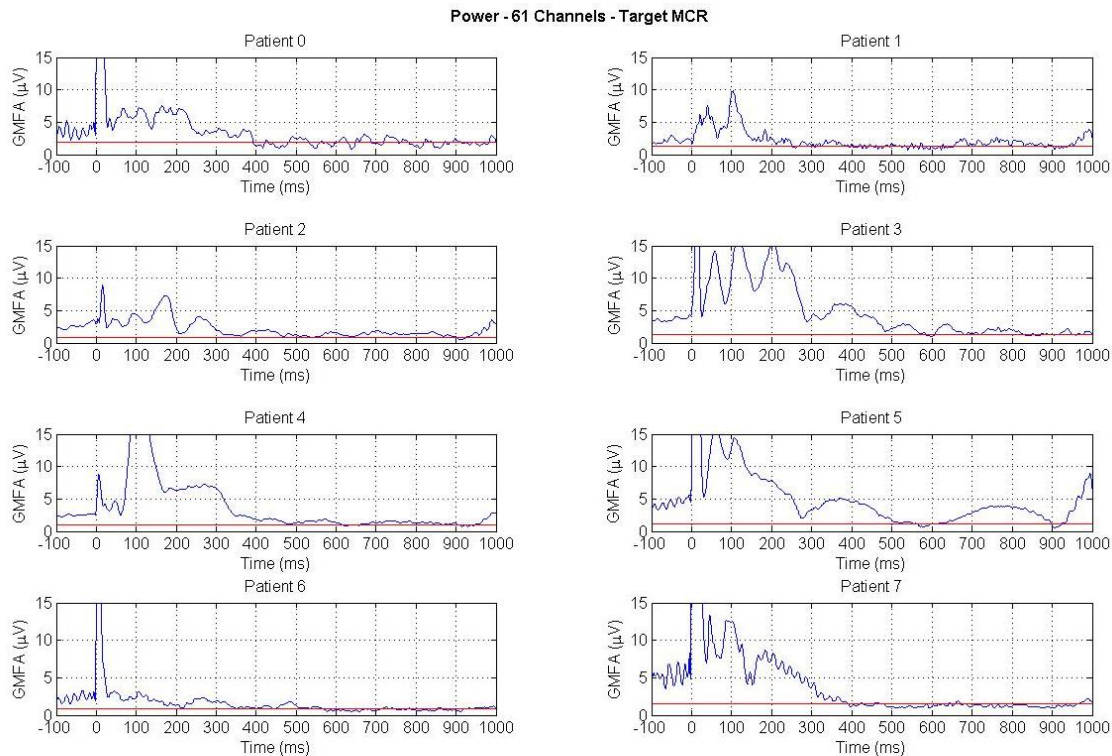 Power - 61 Channels - Target MCR
Patient 0
15
10
5
0
GMFA (μV)
-100 0 100 200 300 400 500 600 700 800 900 1000
Time (ms)
Patient 1
15
10
5
0
GMFA (μV)
-100 0 100 200 300 400 500 600 700 800 900 1000
Time (ms)
Patient 2
15
10
5
0
GMFA (μV)
-100 0 100 200 300 400 500 600 700 800 900 1000
Time (ms)
Patient 3
15
10
5
0
GMFA (μV)
-100 0 100 200 300 400 500 600 700 800 900 1000
Time (ms)
Patient 4
15
10
5
0
GMFA (μV)
-100 0 100 200 300 400 500 600 700 800 900 1000
Time (ms)
Patient 5
15
10
5
0
GMFA (μV)
-100 0 100 200 300 400 500 600 700 800 900 1000
Time (ms)
Patient 6
15
10
5
0
GMFA (μV)
-100 0 100 200 300 400 500 600 700 800 900 1000
Time (ms)
Patient 7
15
10
5
0
GMFA (μV)
-100 0 100 200 300 400 500 600 700 800 900 1000
Time (ms)